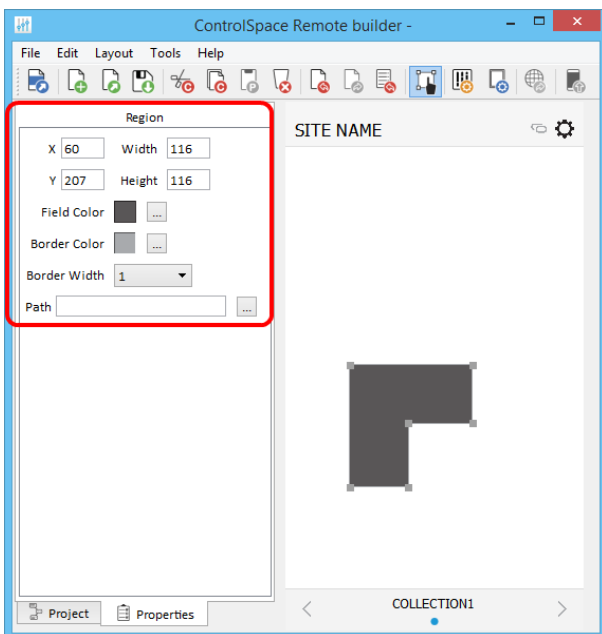 ControlSpace Remote builder -
File Edit Layout Tools Help
Region
X 60 Width 116
Y 207 Height 116
Field Color ...
Border Color ...
Border Width 1
Path ...
SITE NAME
COLLECTION1
Project Properties